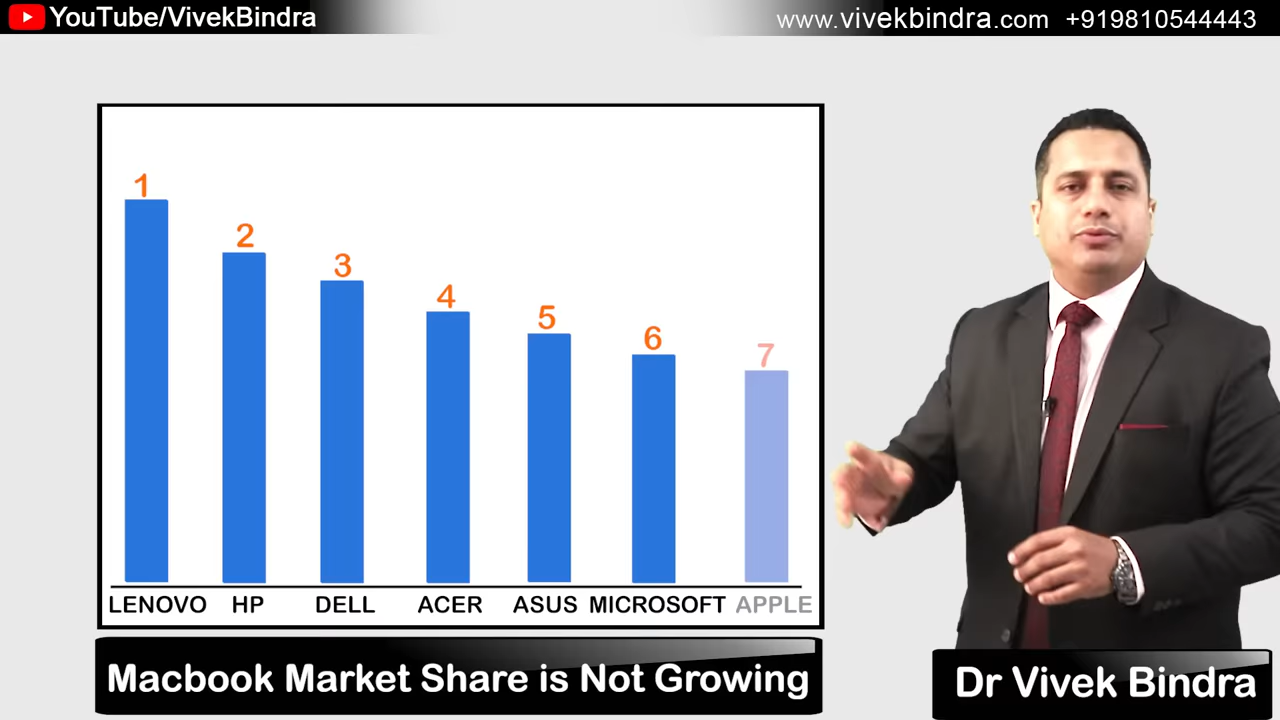 YouTube/VivekBindra
www.vivekbindra.com +919810544443
1
2
3
4
5
6
7
LENOVO HP DELL ACER ASUS MICROSOFT APPLE
Macbook Market Share is Not Growing
Dr Vivek Bindra